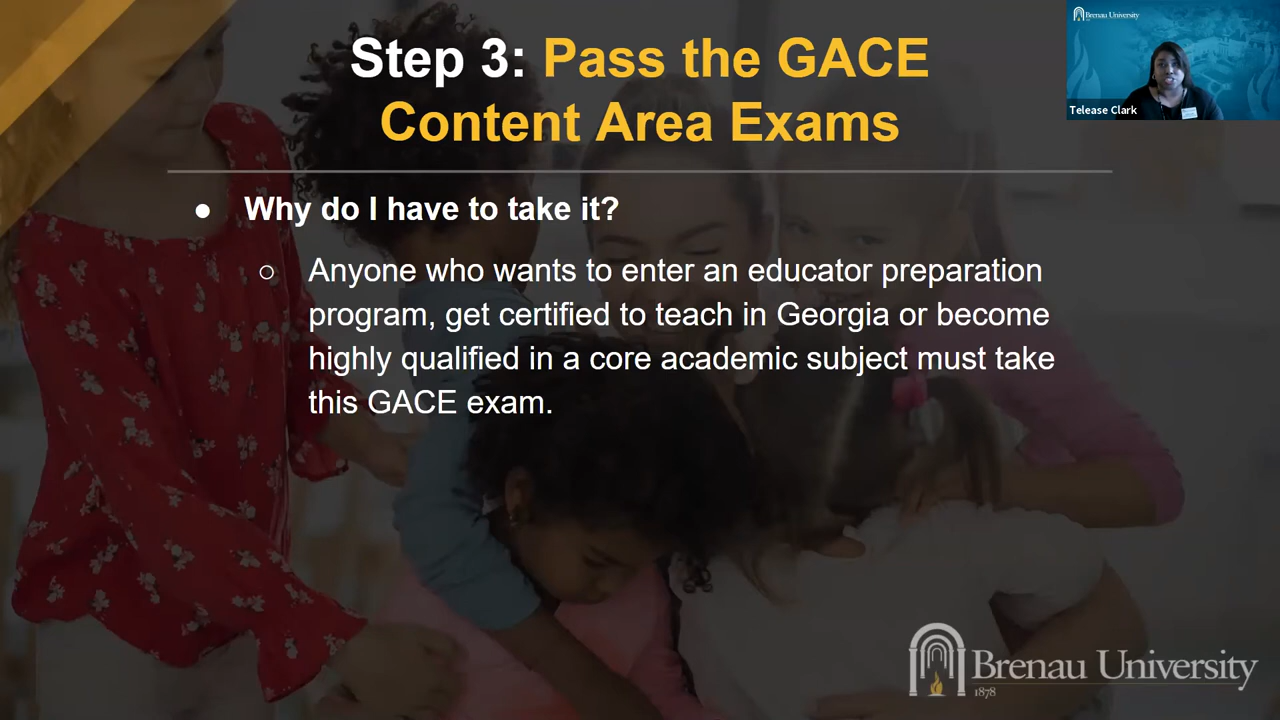 Step 3: Pass the GACE
Content Area Exams
Brenau University
Telease Clark
● Why do I have to take it?
○ Anyone who wants to enter an educator preparation
program, get certified to teach in Georgia or become
highly qualified in a core academic subject must take
this GACE exam.
Brenau University
1878